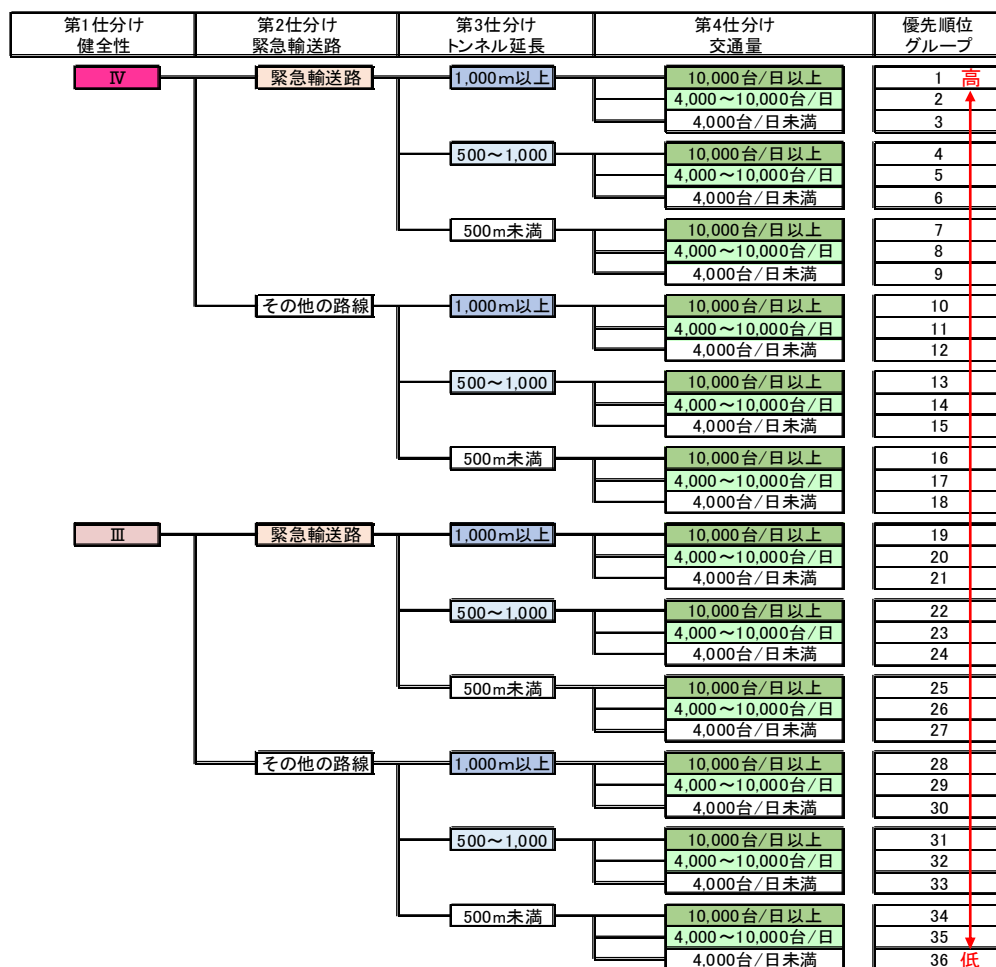 第1仕分け 第2仕分け 第3仕分け 第4仕分け 優先順位
健全性 緊急輸送路 トンネル延長 交通量 グループ
Ⅳ 緊急輸送路 1,000m以上 10,000台/日以上 1 高
4,000～10,000台/日 2
4,000台/日未満 3
500～1,000 10,000台/日以上 4
4,000～10,000台/日 5
4,000台/日未満 6
500m未満 10,000台/日以上 7
4,000～10,000台/日 8
4,000台/日未満 9
その他の路線 1,000m以上 10,000台/日以上 10
4,000～10,000台/日 11
4,000台/日未満 12
500～1,000 10,000台/日以上 13
4,000～10,000台/日 14
4,000台/日未満 15
500m未満 10,000台/日以上 16
4,000～10,000台/日 17
4,000台/日未満 18
Ⅲ 緊急輸送路 1,000m以上 10,000台/日以上 19
4,000～10,000台/日 20
4,000台/日未満 21
500～1,000 10,000台/日以上 22
4,000～10,000台/日 23
4,000台/日未満 24
500m未満 10,000台/日以上 25
4,000～10,000台/日 26
4,000台/日未満 27
その他の路線 1,000m以上 10,000台/日以上 28
4,000～10,000台/日 29
4,000台/日未満 30
500～1,000 10,000台/日以上 31
4,000～10,000台/日 32
4,000台/日未満 33
500m未満 10,000台/日以上 34
4,000～10,000台/日 35
4,000台/日未満 36 低